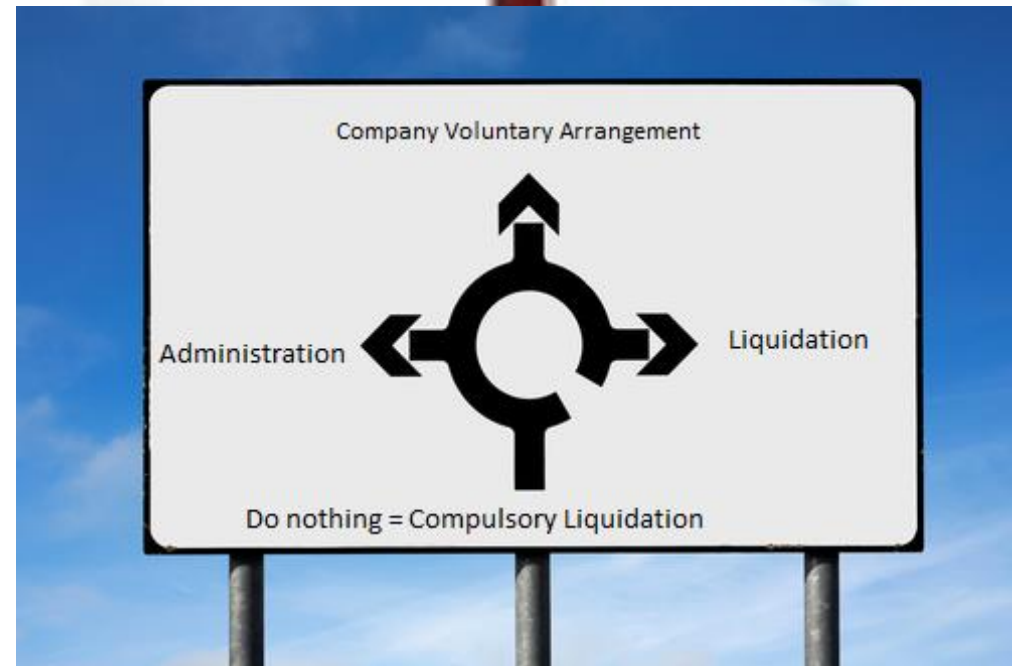 Company Voluntary Arrangement
Administration
Liquidation
Do nothing = Compulsory Liquidation